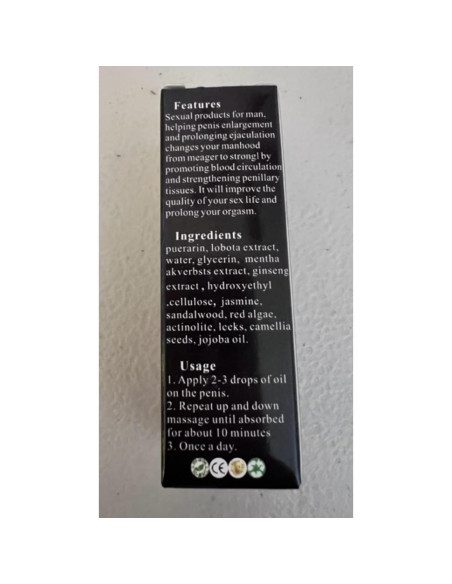 Features
Sexual products for man,
helping penis enlargement
and prolonging ejaculation
changes your manhood
from meager to strong! by
promoting blood circulation
and strengthening penillary
tissues. It will improve the
quality of your sex life and
prolong your orgasm.
Ingredients
puerarin, lobota extract,
water, glycerin, mentha
akverbsts extract, ginseng
extract, hydroxyethyl
.cellulose, jasmine,
sandalwood, red algae,
actinolite, leeks, camellia
seeds, jojoba oil.
Usage
1. Apply 2-3 drops of oil
on the penis.
2. Repeat up and down
massage until absorbed
for about 10 minutes
3. Once a day.
CE